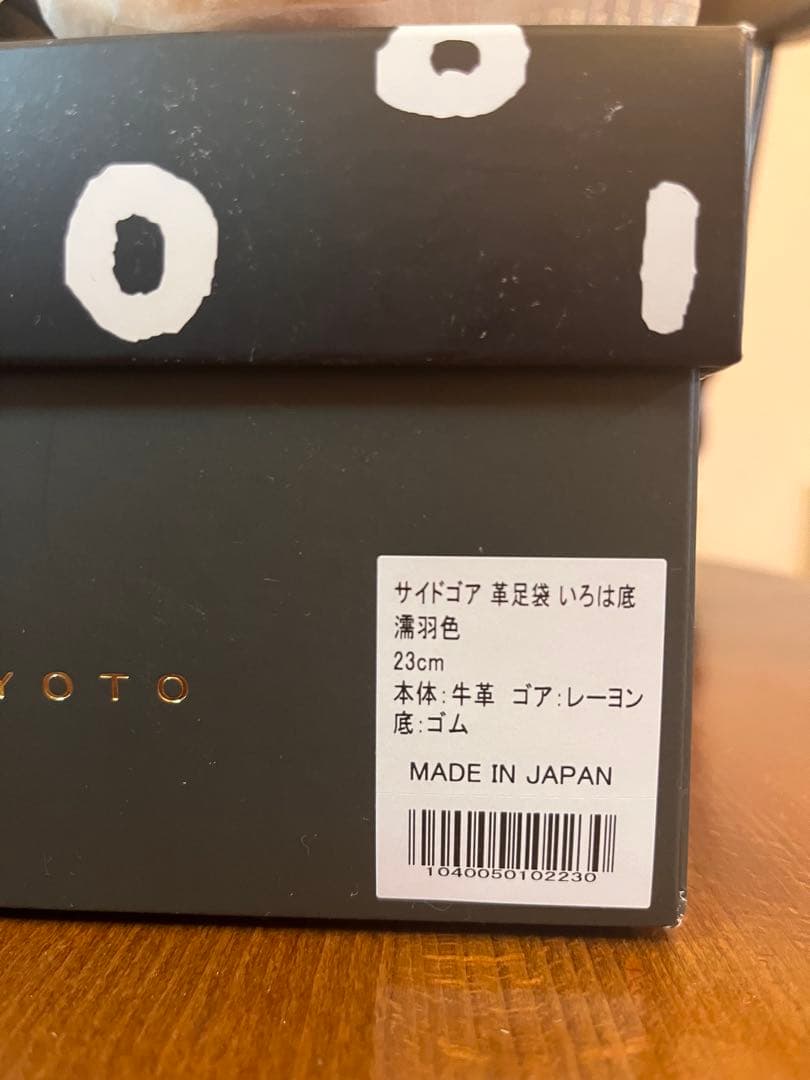 YOTO
サイドゴア 革足袋 いろは底
濡羽色
23cm
本体：牛革 ゴア：レーヨン
底：ゴム
MADE IN JAPAN
1040050102230